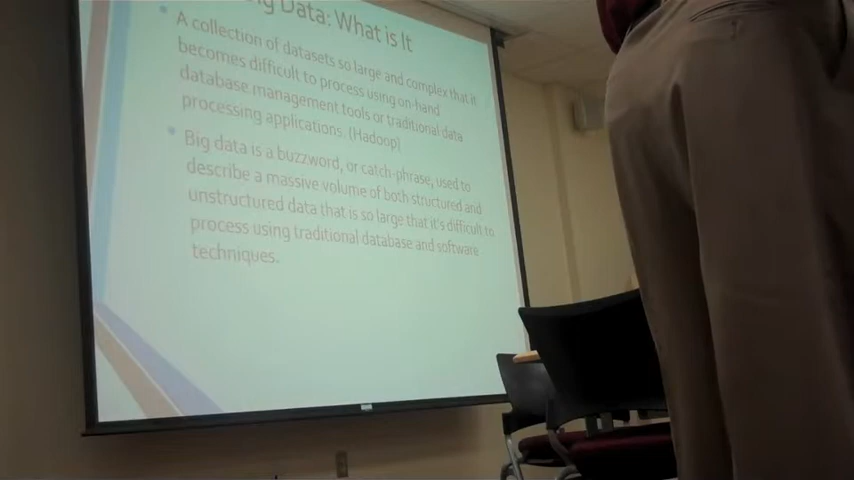 Big Data: What is It
A collection of datasets so large and complex that it
becomes difficult to process using on-hand
database management tools or traditional data
processing applications. (Hadoop)
Big data is a buzzword, or catch-phrase, used to
describe a massive volume of both structured and
unstructured data that is so large that it's difficult to
process using traditional database and software
techniques.